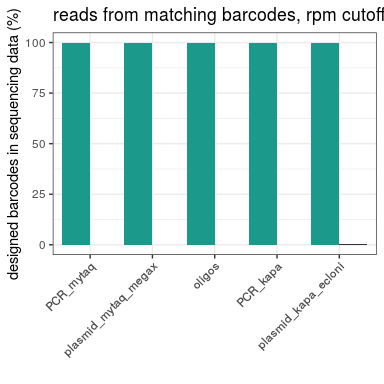 reads from matching barcodes, rpm cutoff
designed barcodes in sequencing data (%)
100
75
50
25
0
PCR_mytaq
plasmid_mytaq_megax
oligos
PCR_kapa
plasmid_kapa_ecloni